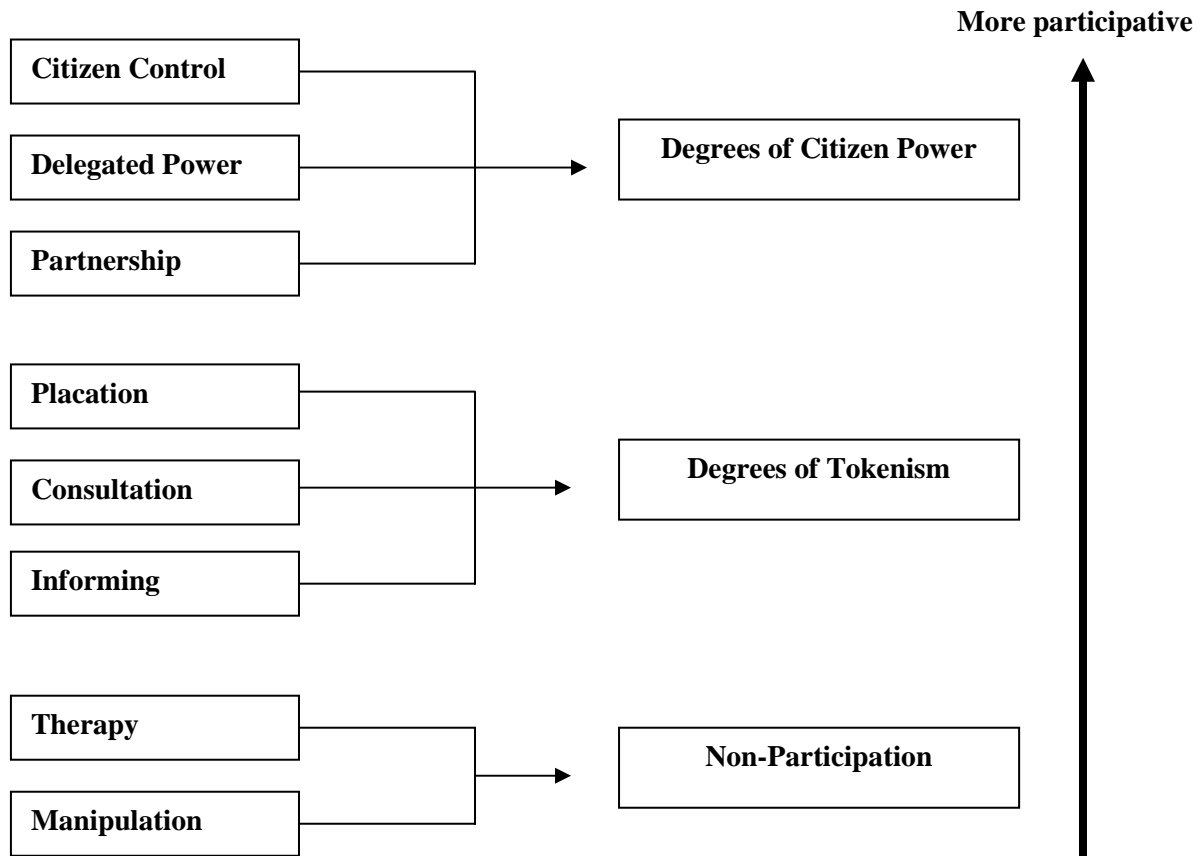 More participative
Citizen Control
Delegated Power
Partnership
Degrees of Citizen Power
Placation
Consultation
Informing
Degrees of Tokenism
Therapy
Manipulation
Non-Participation